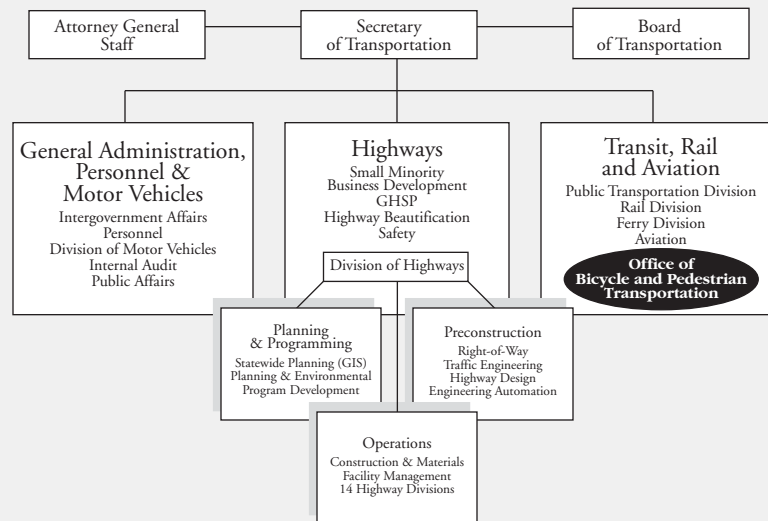 Attorney General
Staff
Secretary
of Transportation
Board
of Transportation
General Administration,
Personnel &
Motor Vehicles
Intergovernment Affairs
Personnel
Division of Motor Vehicles
Internal Audit
Public Affairs
Highways
Small Minority
Business Development
GHSP
Highway Beautification
Safety
Division of Highways
Transit, Rail
and Aviation
Public Transportation Division
Rail Division
Ferry Division
Aviation
Office of
Bicycle and Pedestrian
Transportation
Planning
& Programming
Statewide Planning (GIS)
Planning & Environmental
Program Development
Preconstruction
Right-of-Way
Traffic Engineering
Highway Design
Engineering Automation
Operations
Construction & Materials
Facility Management
14 Highway Divisions